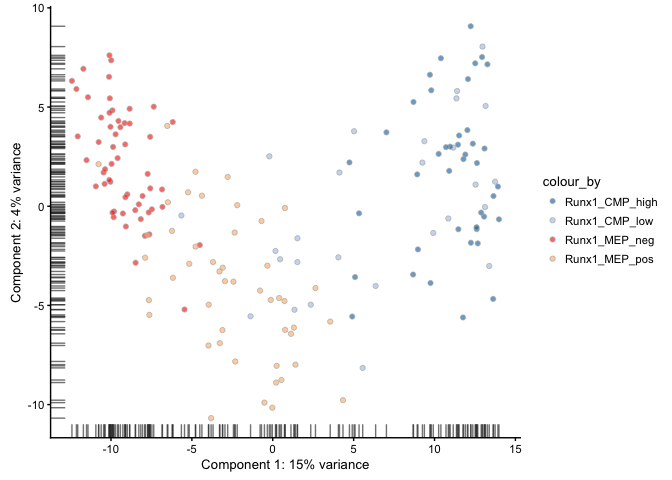 10
5
0
-5
-10
Component 2: 4% variance
-10
-5
0
5
10
15
Component 1: 15% variance
colour_by
Runx1_CMP_high
Runx1_CMP_low
Runx1_MEP_neg
Runx1_MEP_pos